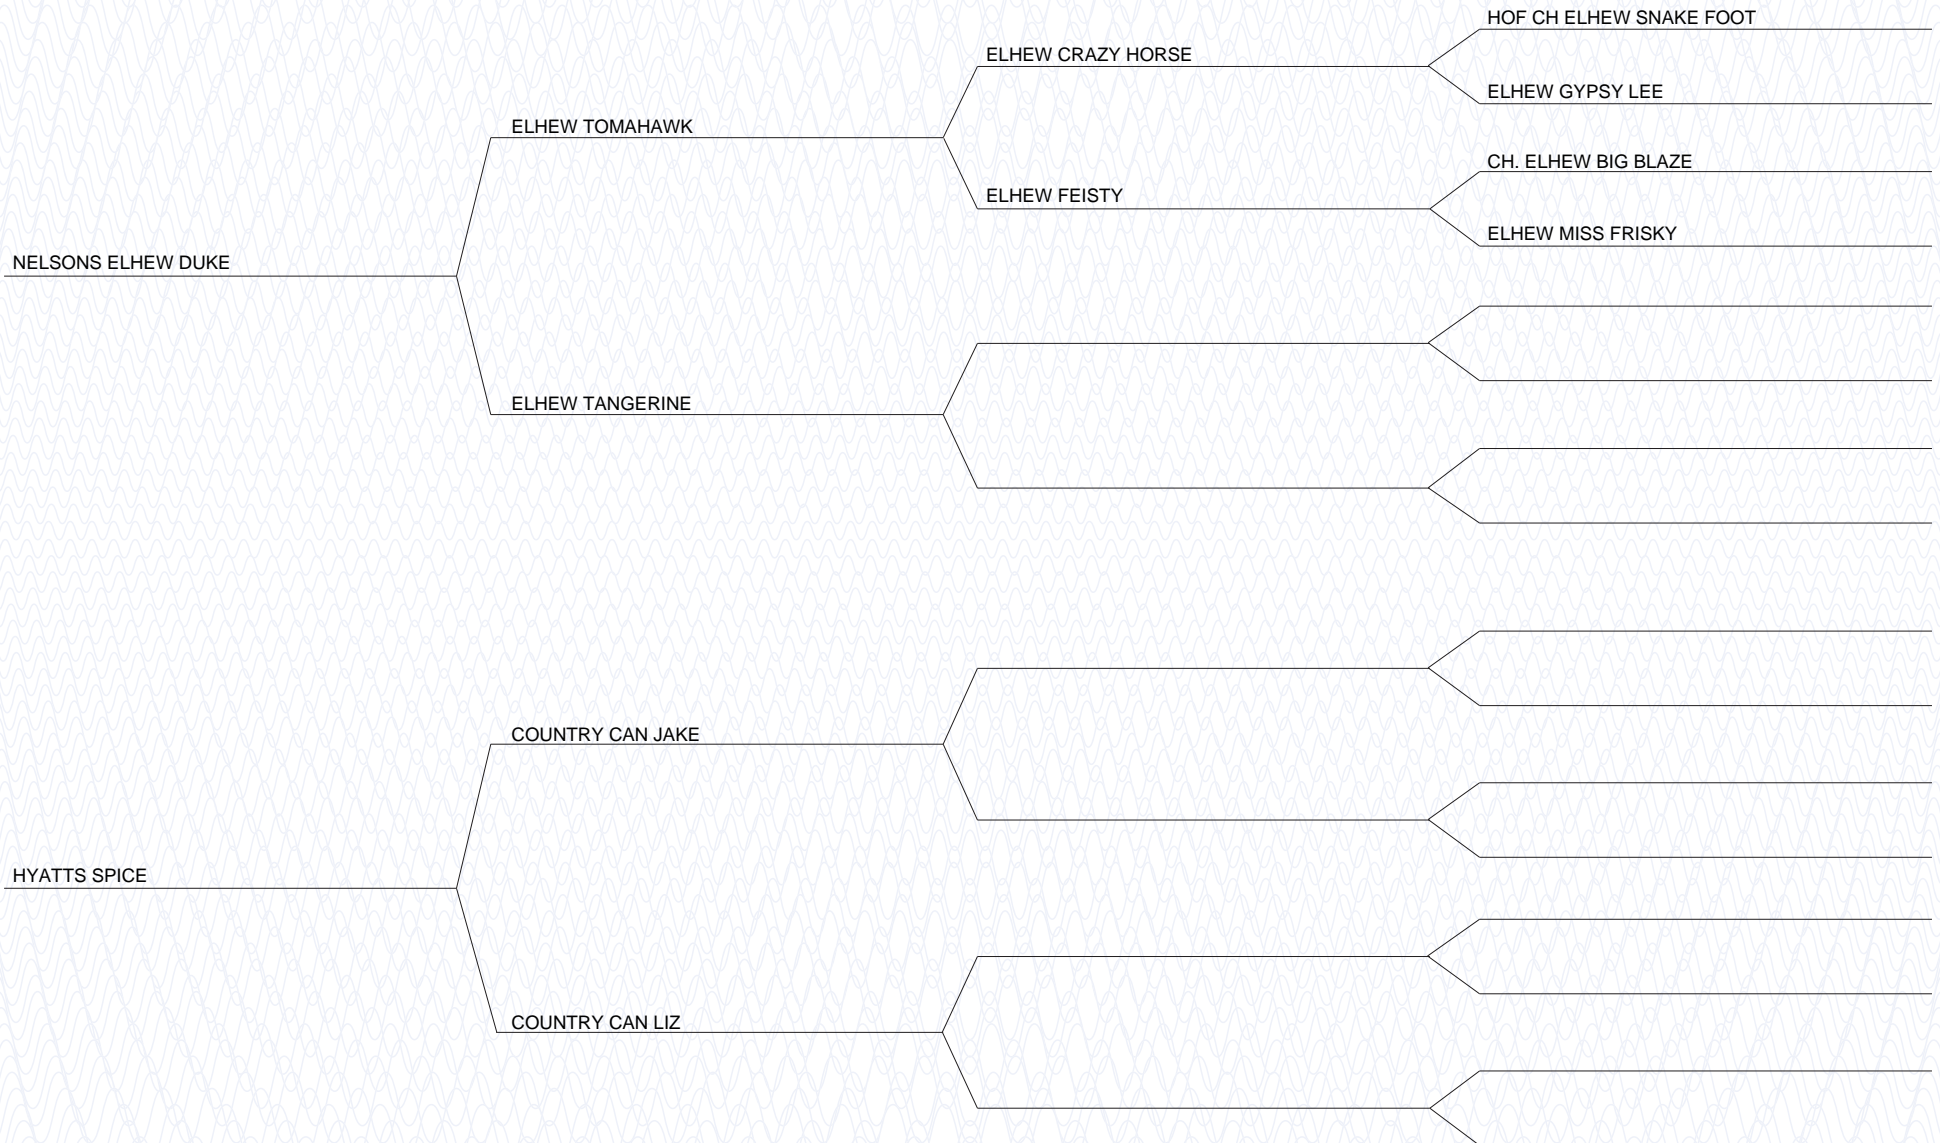 HOF CH ELHEW SNAKE FOOT
ELHEW CRAZY HORSE
ELHEW GYPSY LEE
ELHEW TOMAHAWK
CH. ELHEW BIG BLAZE
ELHEW FEISTY
ELHEW MISS FRISKY
NELSONS ELHEW DUKE
ELHEW TANGERINE
COUNTRY CAN JAKE
HYATTS SPICE
COUNTRY CAN LIZ